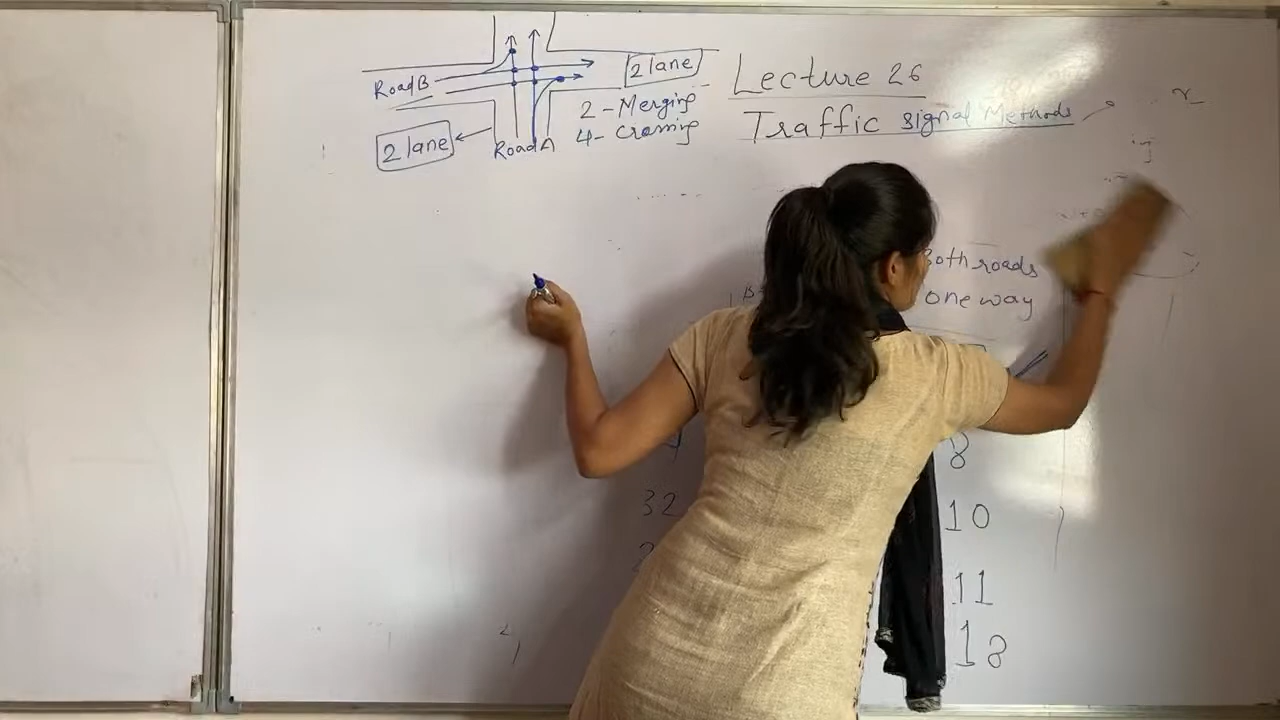 Road B
2 lane
Road A
2 lane
2 - Merging
4 - Crossing
Lecture 26
Traffic signal Methods
Both roads
one way
8
32
10
11
18